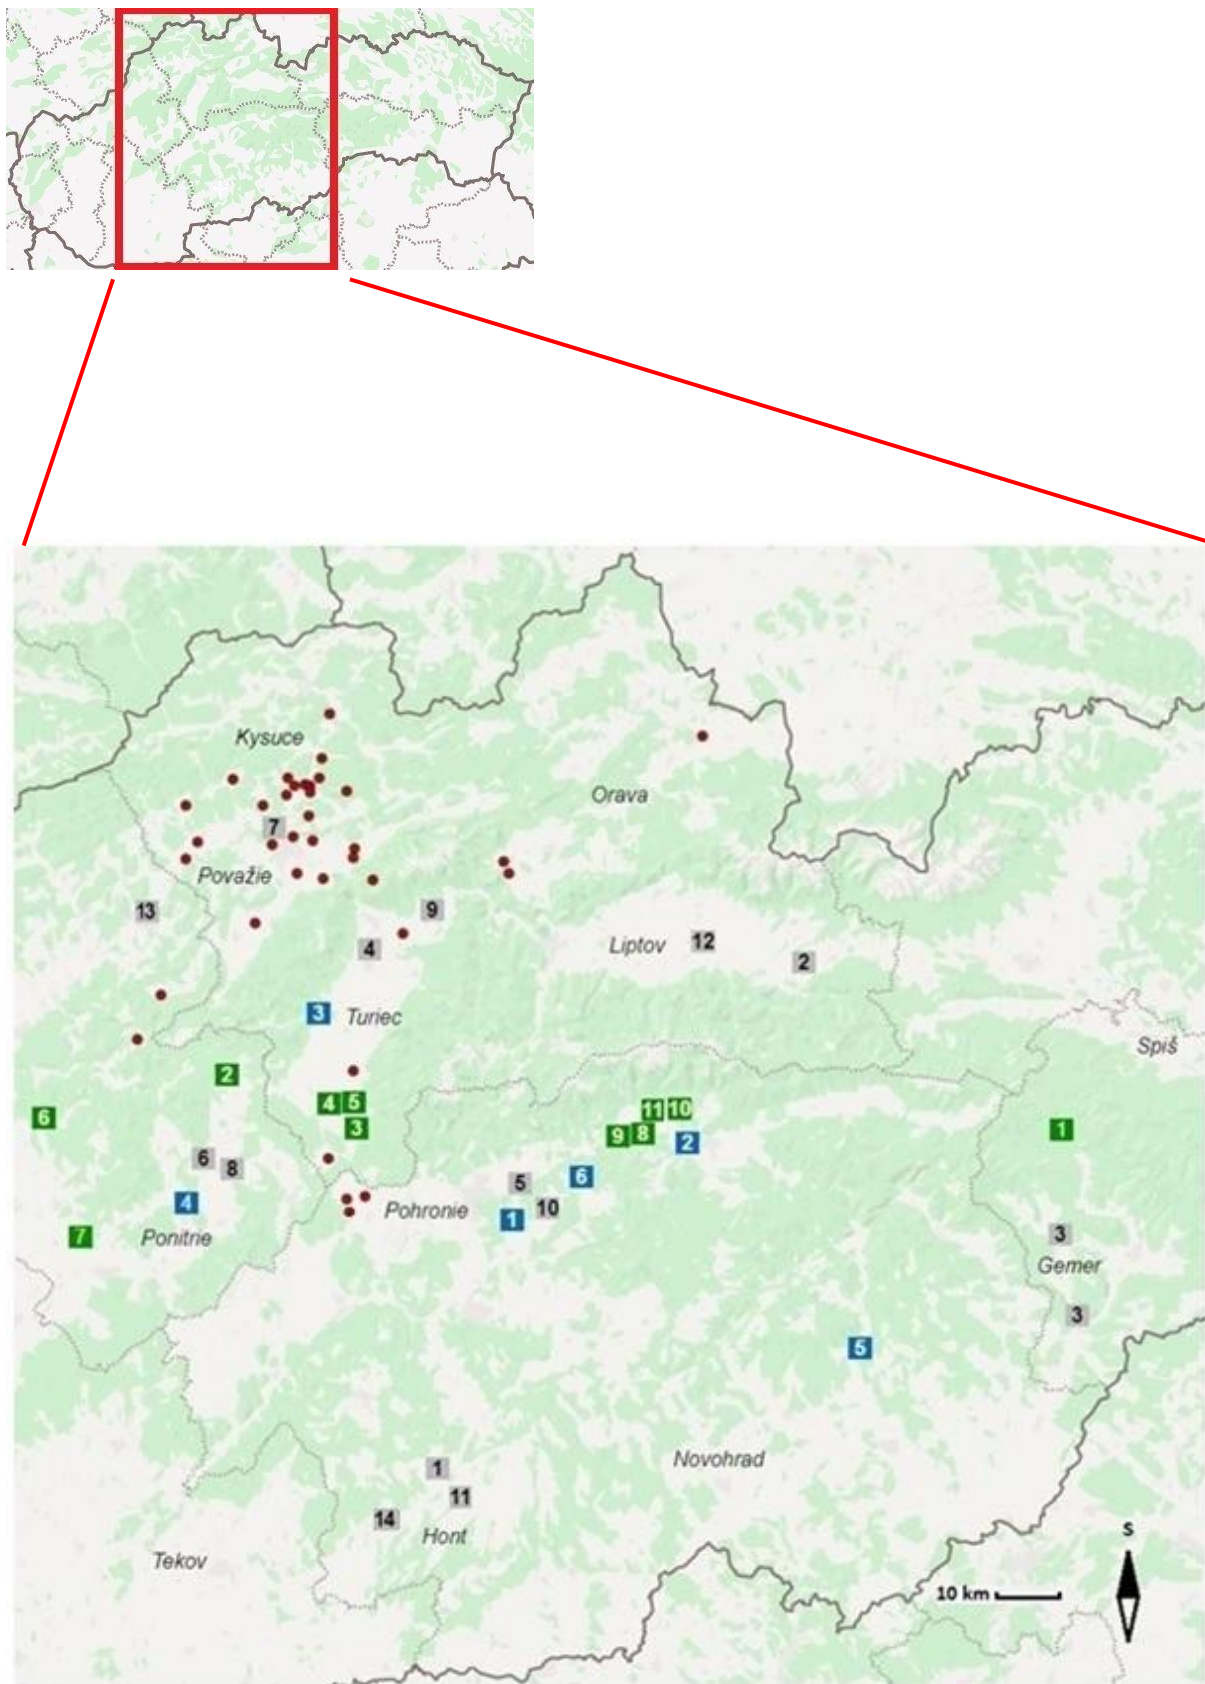 Kysuce
Orava
7
Považie
13
9
4
Liptov
12
2
3
Turiec
Spiš
2
4
5
3
6
11
10
9
8
2
1
6
8
5
6
4
10
Pohronie
1
7
Ponitrie
3
Gemer
3
5
Novohrad
1
11
14
Hont
Tekov
S
10 km